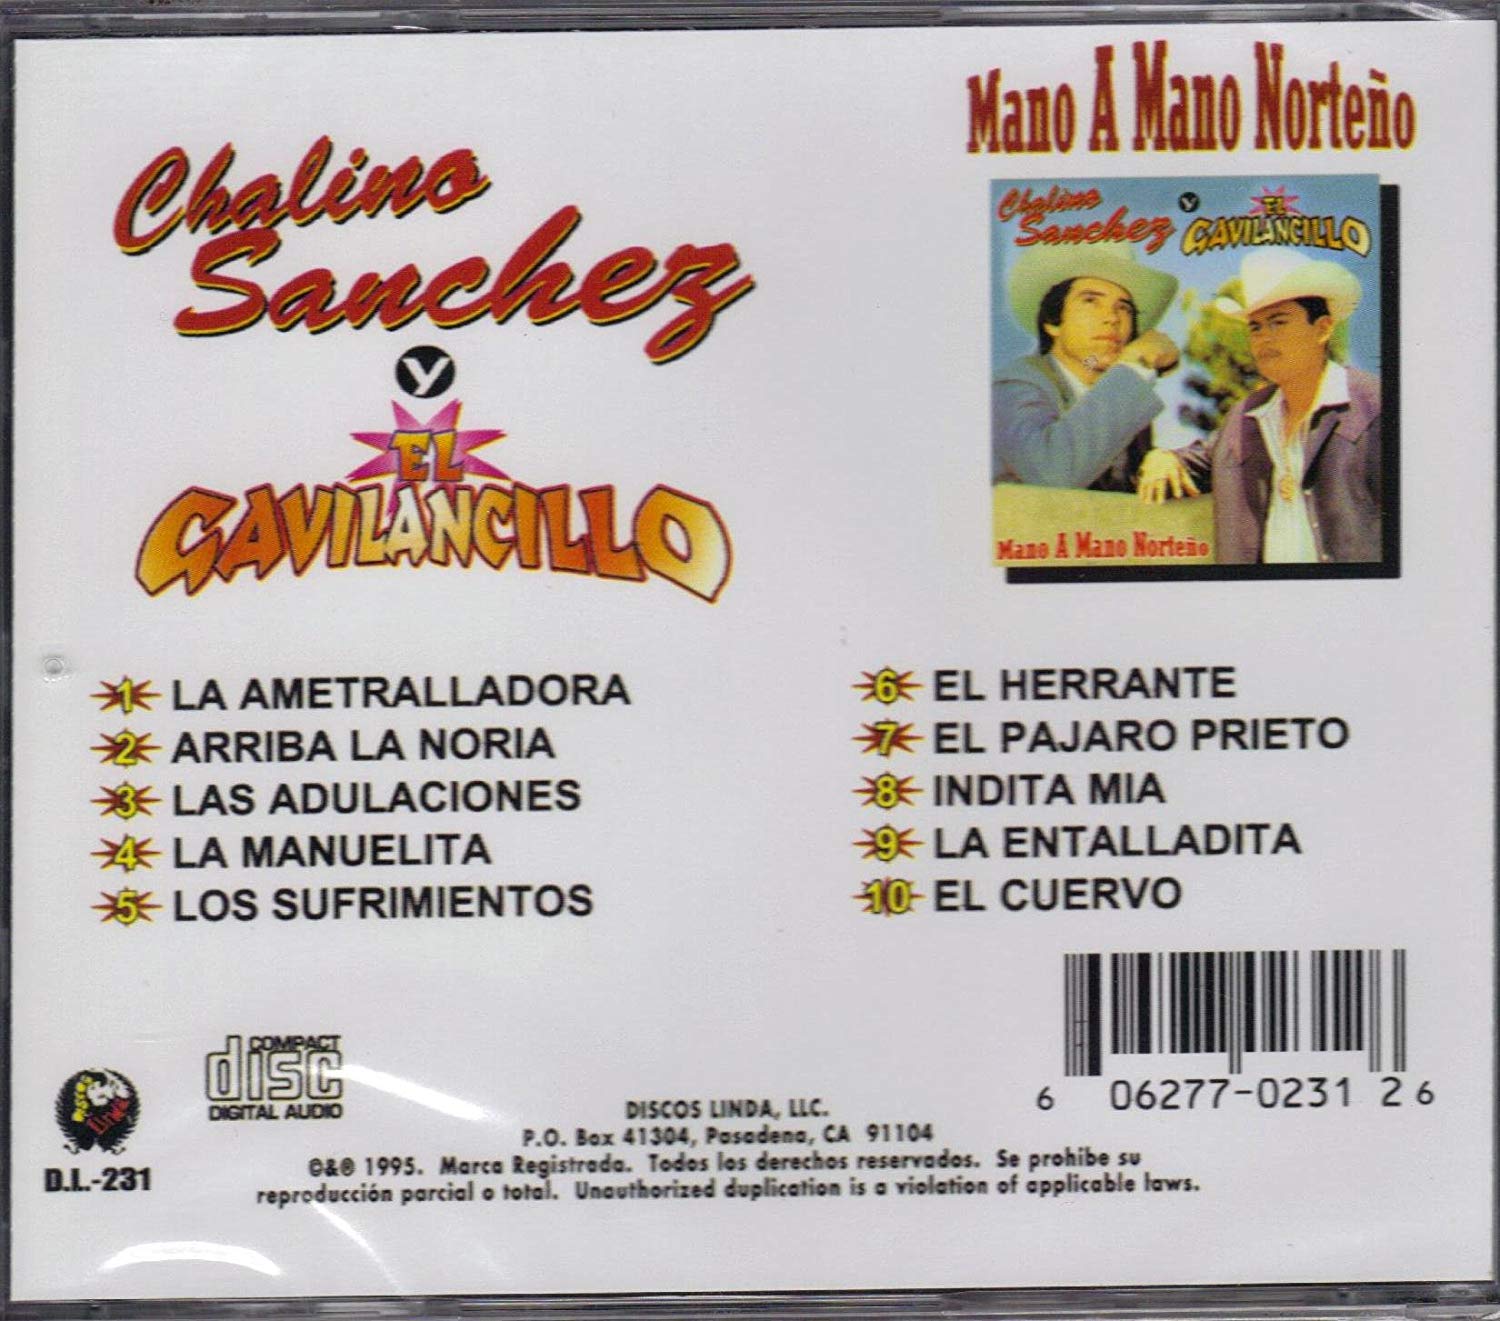 Mano A Mano Norteño
Chalino
Sanchez
y
EL
GAVILANCILLO
Chalino
Sanchez
y
EL
GAVILANCILLO
Mano A Mano Norteño
1 LA AMETRALLADORA
2 ARRIBA LA NORIA
3 LAS ADULACIONES
4 LA MANUELITA
5 LOS SUFRIMIENTOS
6 EL HERRANTE
7 EL PAJARO PRIETO
8 INDITA MIA
9 LA ENTALLADITA
10 EL CUERVO
DISCOS
LINDA
D.L.-231
COMPACT
disc
DIGITAL AUDIO
DISCOS LINDA, LLC.
P.O. Box 41304, Pasadena, CA 91104
©&℗ 1995. Marca Registrada. Todos los derechos reservados. Se prohibe su
reproducción parcial o total. Unauthorized duplication is a violation of applicable laws.
6 06277-0231 2 6